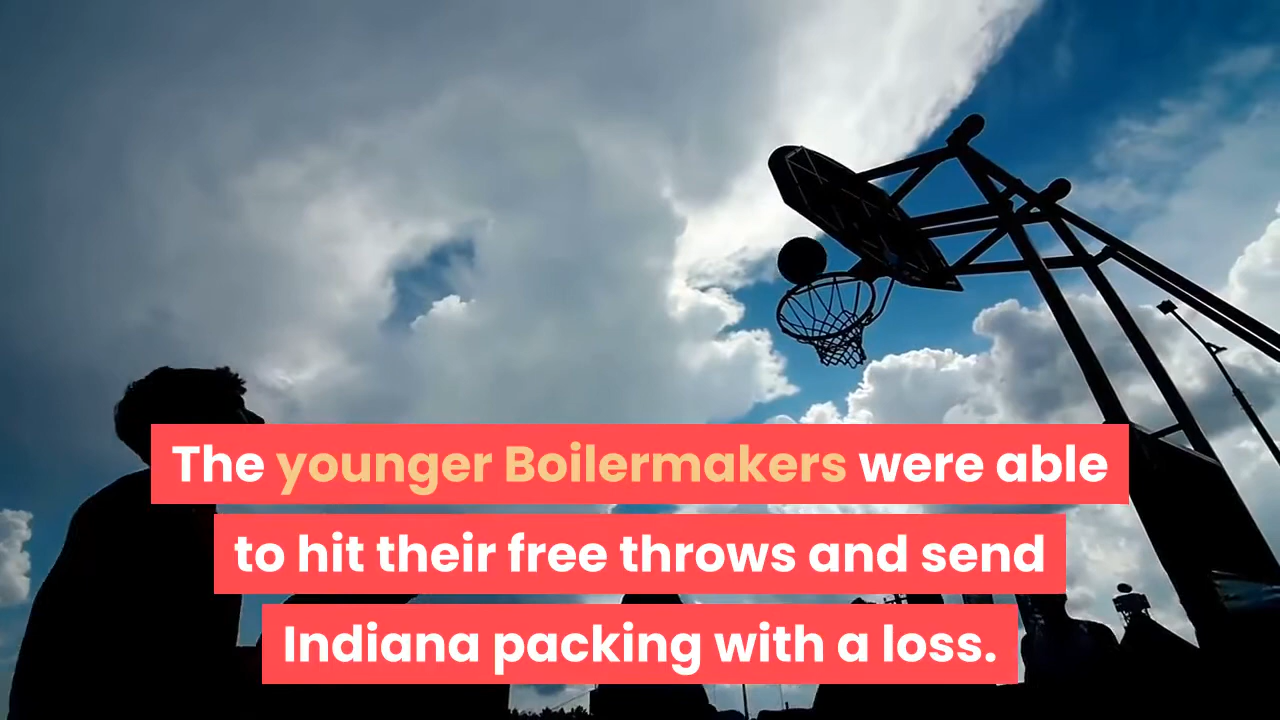 The younger Boilermakers were able
to hit their free throws and send
Indiana packing with a loss.